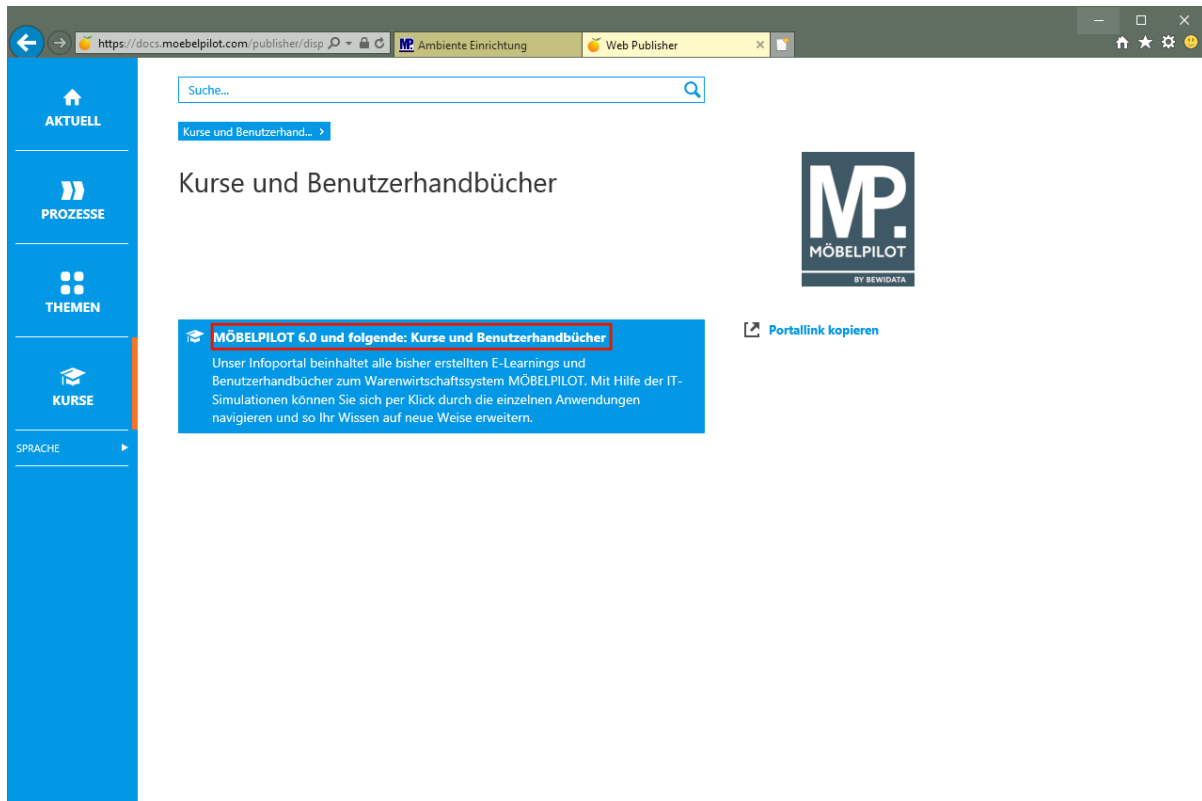 https://docs.moebelpilot.com/publisher/disp
MP. Ambiente Einrichtung
Web Publisher
AKTUELL
PROZESSE
THEMEN
KURSE
SPRACHE
Suche...
Kurse und Benutzerhand...
Kurse und Benutzerhandbücher
MÖBELPILOT 6.0 und folgende: Kurse und Benutzerhandbücher
Unser Infoportal beinhaltet alle bisher erstellten E-Learnings und
Benutzerhandbücher zum Warenwirtschaftssystem MÖBELPILOT. Mit Hilfe der IT-
Simulationen können Sie sich per Klick durch die einzelnen Anwendungen
navigieren und so Ihr Wissen auf neue Weise erweitern.
MP.
MÖBELPILOT
BY BEWIDATA
Portallink kopieren